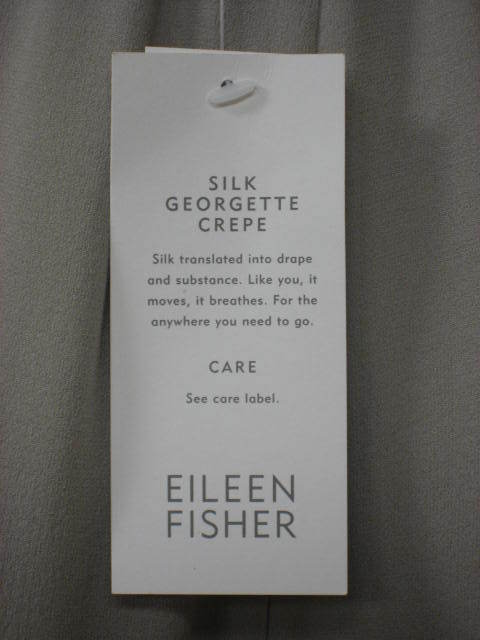 SILK
GEORGETTE
CREPE
Silk translated into drape
and substance. Like you, it
moves, it breathes. For the
anywhere you need to go.
CARE
See care label.
EILEEN
FISHER